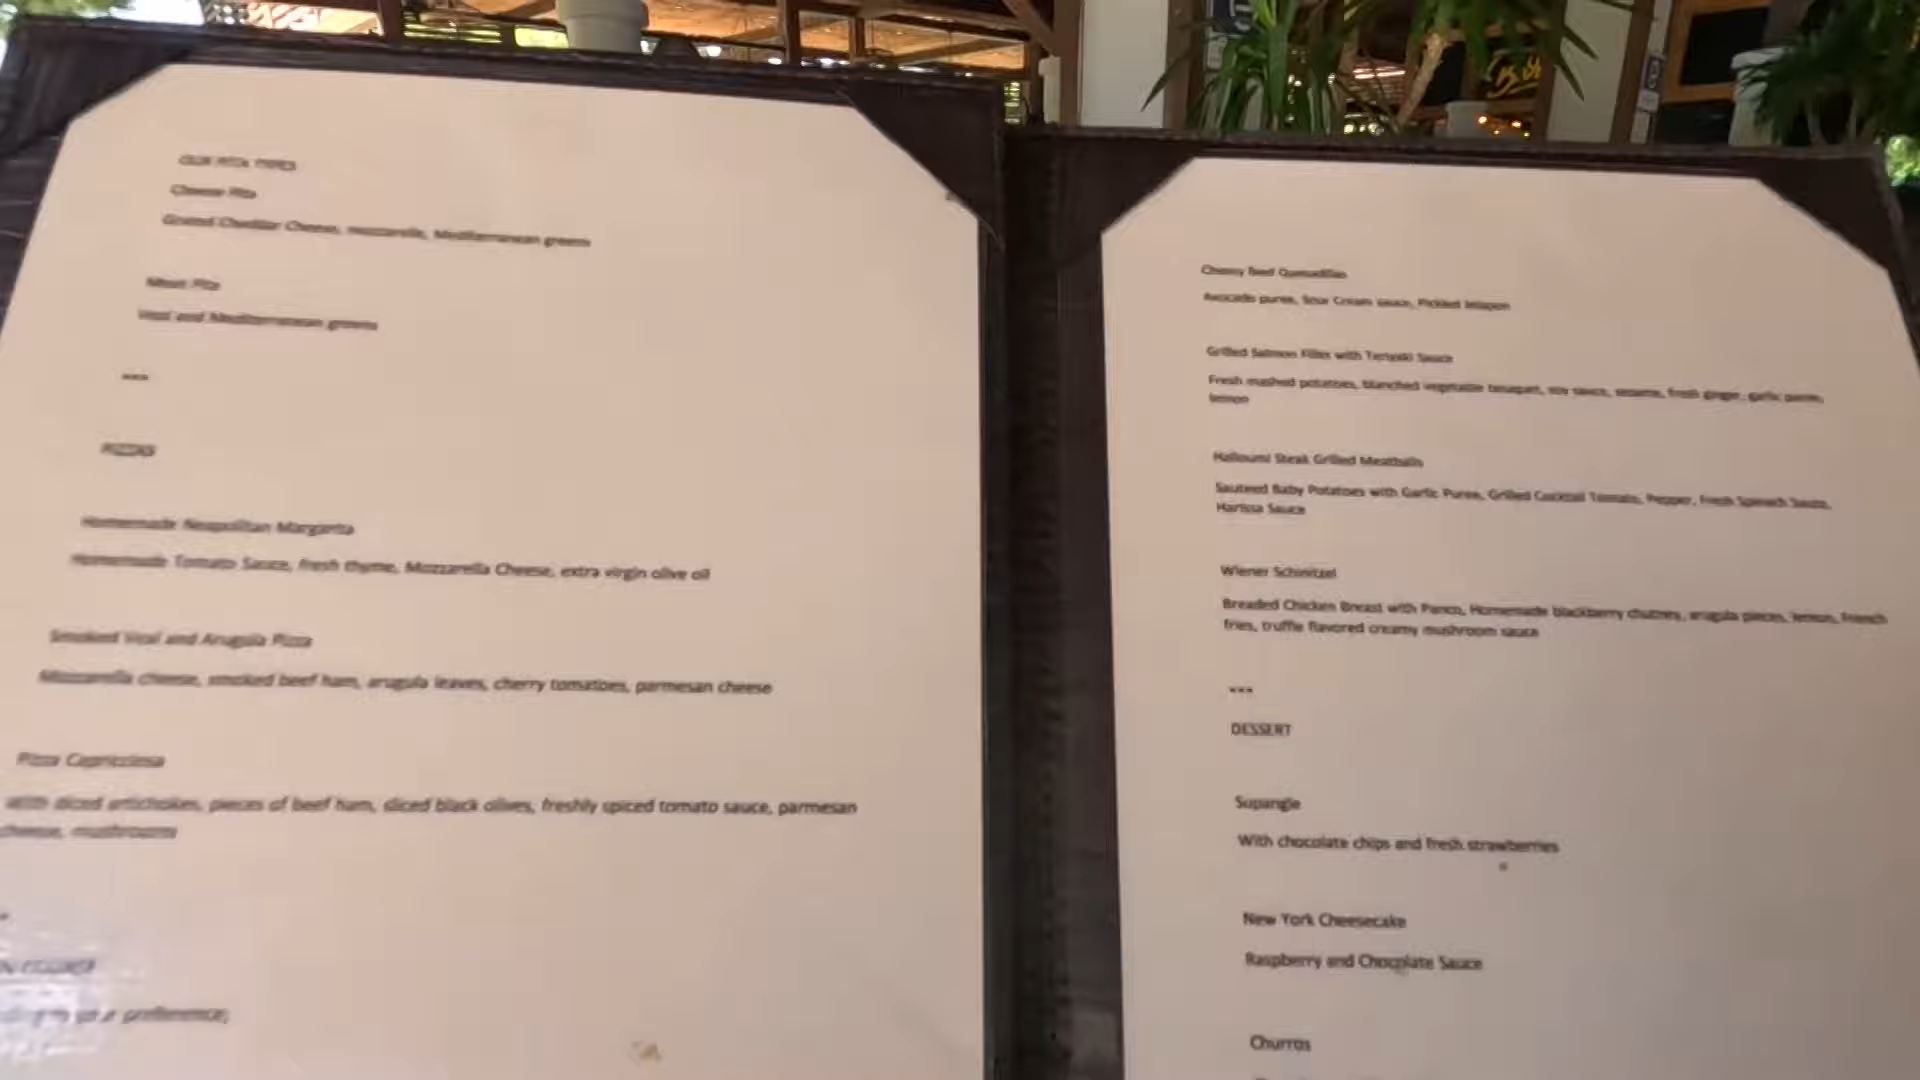 OUR PITA TYPES
Cheese Pita
Grated Cheddar Cheese, mozzarella, Mediterranean greens
Meat Pita
Veal and Mediterranean greens
***
PIZZAS
Homemade Neapolitan Margarita
Homemade Tomato Sauce, fresh thyme, Mozzarella Cheese, extra virgin olive oil
Smoked Veal and Arugula Pizza
Mozzarella cheese, smoked beef ham, arugula leaves, cherry tomatoes, parmesan cheese
Pizza Capricciosa
With diced artichokes, pieces of beef ham, sliced black olives, freshly spiced tomato sauce, parmesan
cheese, mushrooms
your preference;
Cheesy Beef Quesadillas
Avocado puree, Sour Cream sauce, Pickled Jelapon
Grilled Salmon Fillet with Teriyaki Sauce
Fresh mashed potatoes, blanched vegetable bouquet, soy sauce, sesame, fresh ginger, garlic puree,
lemon
Halloumi Steak Grilled Meatballs
Sauteed Baby Potatoes with Garlic Puree, Grilled Cocktail Tomato, Pepper, Fresh Spinach Saute,
Harissa Sauce
Wiener Schinitzel
Breaded Chicken Breast with Panco, Homemade blackberry chutney, arugula pieces, lemon, French
fries, truffle flavored creamy mushroom sauce
***
DESSERT
Supangle
With chocolate chips and fresh strawberries
New York Cheesecake
Raspberry and Chocolate Sauce
Churros